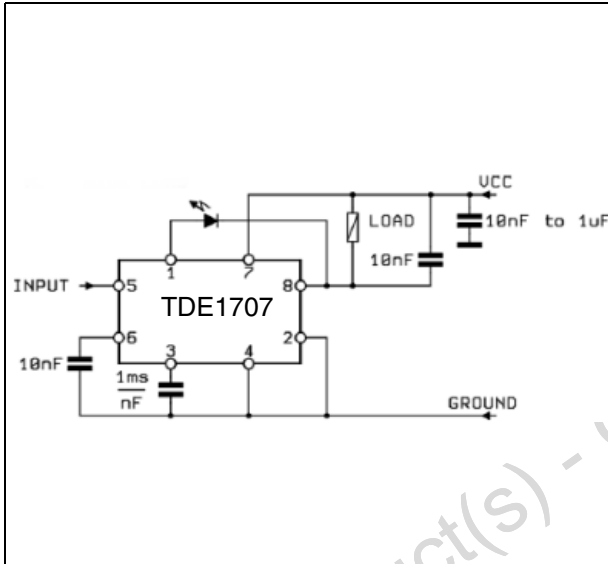 VCC
LOAD
10nF to 1uF
10nF
1
7
INPUT
5
TDE1707
8
6
2
10nF
3
4
1ms
nF
GROUND
ct(s) -